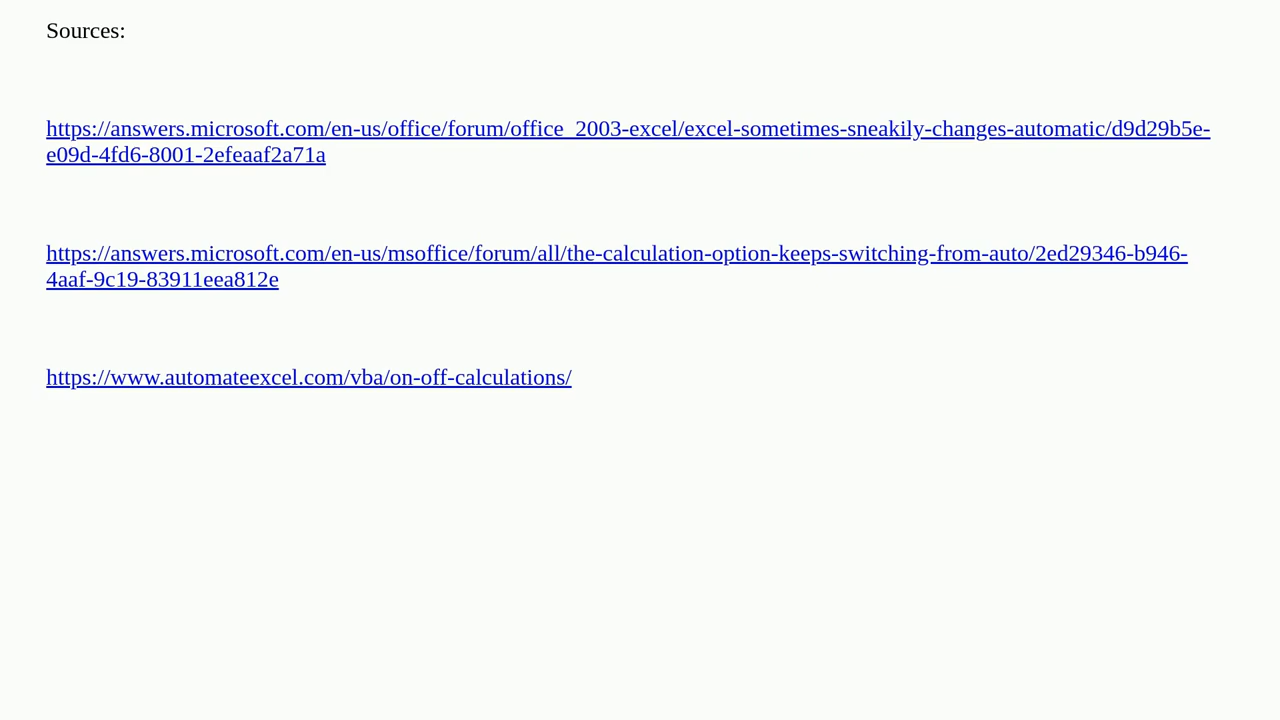 Sources:
https://answers.microsoft.com/en-us/office/forum/office_2003-excel/excel-sometimes-sneakily-changes-automatic/d9d29b5e-
e09d-4fd6-8001-2efeaaf2a71a
https://answers.microsoft.com/en-us/msoffice/forum/all/the-calculation-option-keeps-switching-from-auto/2ed29346-b946-
4aaf-9c19-83911eea812e
https://www.automateexcel.com/vba/on-off-calculations/